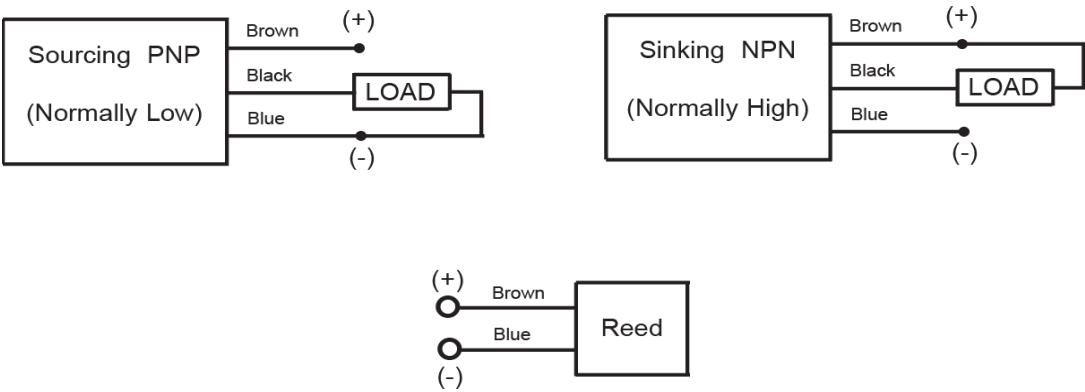 Sourcing PNP
(Normally Low)
Brown
(+)
Black
LOAD
Blue
(-)
Sinking NPN
(Normally High)
Brown
(+)
Black
LOAD
Blue
(-)
(+)
Brown
Blue
(-)
Reed